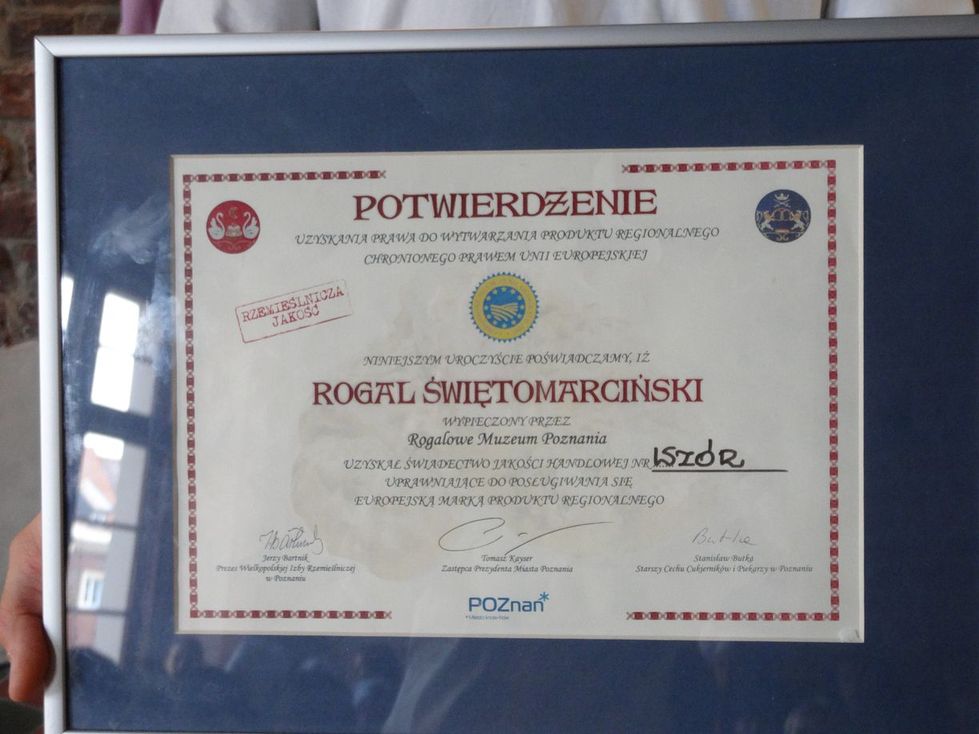 POTWIERDZENIE
UZYSKANIA PRAWA DO WYTWARZANIA PRODUKTU REGIONALNEGO
CHRONIONEGO PRAWEM UNII EUROPEJSKIEJ
RZEMIEŚLNICZA
JAKOŚĆ
NINIEJSZYM UROCZYŚCIE POŚWIADCZAMY, IŻ
ROGAL ŚWIĘTOMARCIŃSKI
WYPIECZONY PRZEZ
Rogalowe Muzeum Poznania
UZYSKAŁ ŚWIADECTWO JAKOŚCI HANDLOWEJ NR WZÓR
UPRAWNIAJĄCE DO POSŁUGIWANIA SIĘ
EUROPEJSKĄ MARKĄ PRODUKTU REGIONALNEGO
Jerzy Bartnik
Prezes Wielkopolskiej Izby Rzemieślniczej
w Poznaniu
Tomasz Kayser
Zastępca Prezydenta Miasta Poznania
Butka
Stanisław Butka
Starszy Cechu Cukierników i Piekarzy w Poznaniu
POZnan*